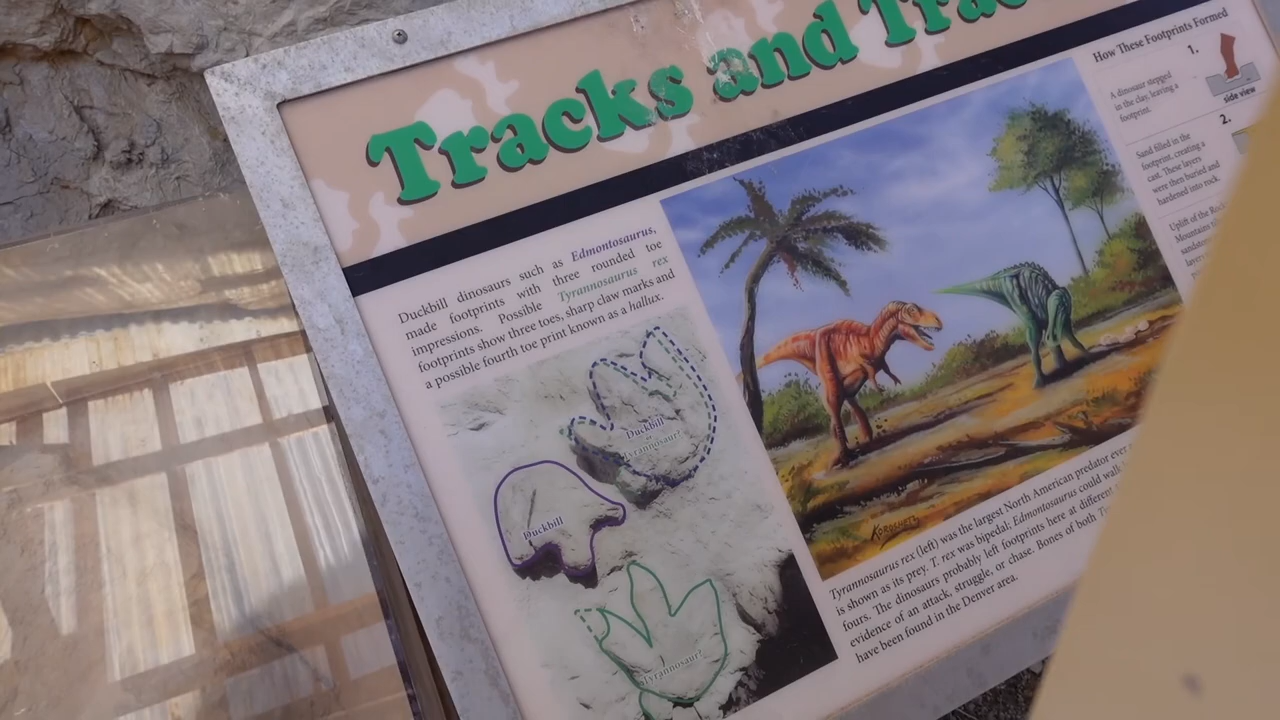 Tracks and
Duckbill dinosaurs such as Edmontosaurus,
made footprints with three rounded toe
impressions. Possible Tyrannosaurus rex
footprints show three toes, sharp claw marks and
a possible fourth toe print known as a hallux.
Duckbill
or
Tyrannosaur?
Duckbill
Tyrannosaur?
KOROSHETZ
Tyrannosaurus rex (left) was the largest North American predator ever
is shown as its prey. T. rex was bipedal; Edmontosaurus could walk
fours. The dinosaurs probably left footprints here at different
evidence of an attack, struggle, or chase. Bones of both
have been found in the Denver area.
How These Footprints Formed
1.
A dinosaur stepped
in the clay, leaving a
footprint.
side view
2.
Sand filled in the
footprint, creating a
cast. These layers
were then buried and
hardened into rock.
Uplift of the
Mountains